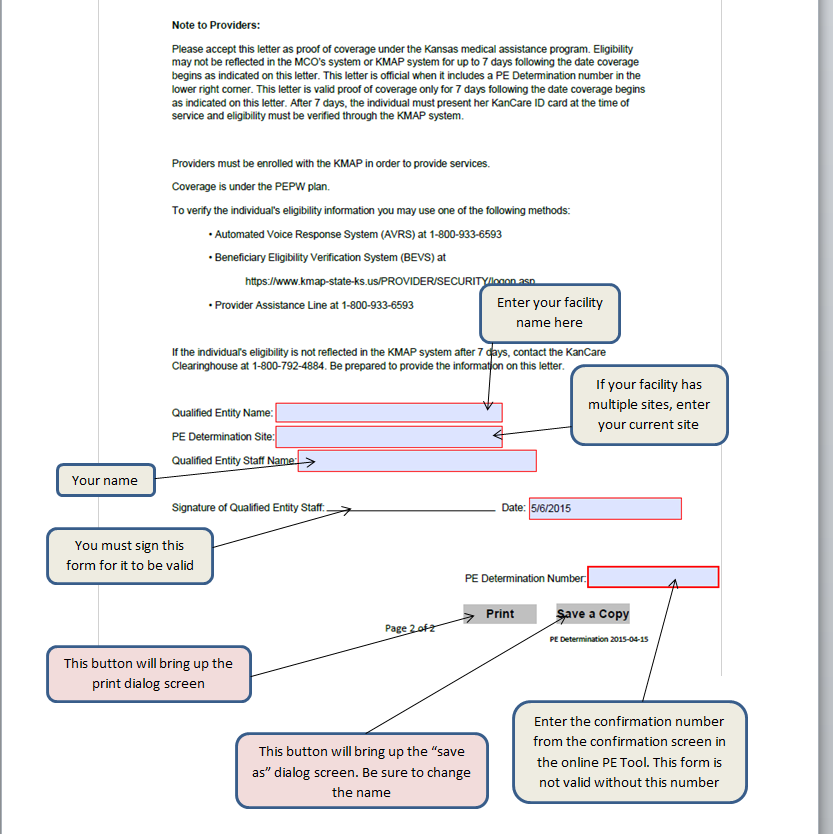 Note to Providers:
Please accept this letter as proof of coverage under the Kansas medical assistance program. Eligibility
may not be reflected in the MCO's system or KMAP system for up to 7 days following the date coverage
begins as indicated on this letter. This letter is official when it includes a PE Determination number in the
lower right corner. This letter is valid proof of coverage only for 7 days following the date coverage begins
as indicated on this letter. After 7 days, the individual must present her KanCare ID card at the time of
service and eligibility must be verified through the KMAP system.
Providers must be enrolled with the KMAP in order to provide services.
Coverage is under the PEPW plan.
To verify the individual's eligibility information you may use one of the following methods:
• Automated Voice Response System (AVRS) at 1-800-933-6593
• Beneficiary Eligibility Verification System (BEVS) at
https://www.kmap-state-ks.us/PROVIDER/SECURITY/logon.asp
• Provider Assistance Line at 1-800-933-6593
Enter your facility
name here
If the individual's eligibility is not reflected in the KMAP system after 7 days, contact the KanCare
Clearinghouse at 1-800-792-4884. Be prepared to provide the information on this letter.
If your facility has
multiple sites, enter
your current site
Qualified Entity Name:
PE Determination Site:
Qualified Entity Staff Name:
Your name
Signature of Qualified Entity Staff: Date: 5/6/2015
You must sign this
form for it to be valid
PE Determination Number:
Print Save a Copy
Page 2 of 2
PE Determination 2015-04-15
This button will bring up the
print dialog screen
This button will bring up the “save
as” dialog screen. Be sure to change
the name
Enter the confirmation number
from the confirmation screen in
the online PE Tool. This form is
not valid without this number